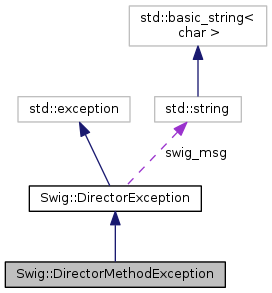 std::basic_string<
char >
std::exception
std::string
swig_msg
Swig::DirectorException
Swig::DirectorMethodException